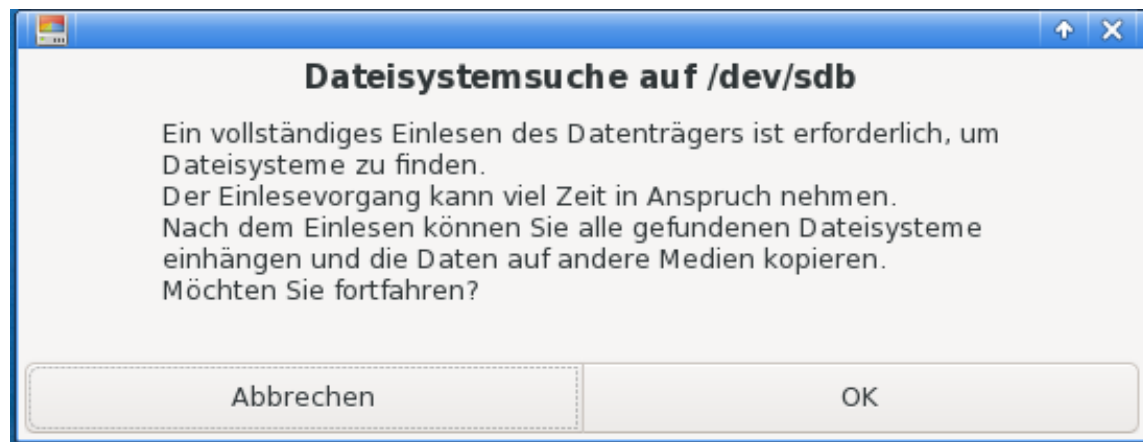 Dateisystemsuche auf /dev/sdb
Ein vollständiges Einlesen des Datenträgers ist erforderlich, um
Dateisysteme zu finden.
Der Einlesevorgang kann viel Zeit in Anspruch nehmen.
Nach dem Einlesen können Sie alle gefundenen Dateisysteme
einhängen und die Daten auf andere Medien kopieren.
Möchten Sie fortfahren?
Abbrechen
OK